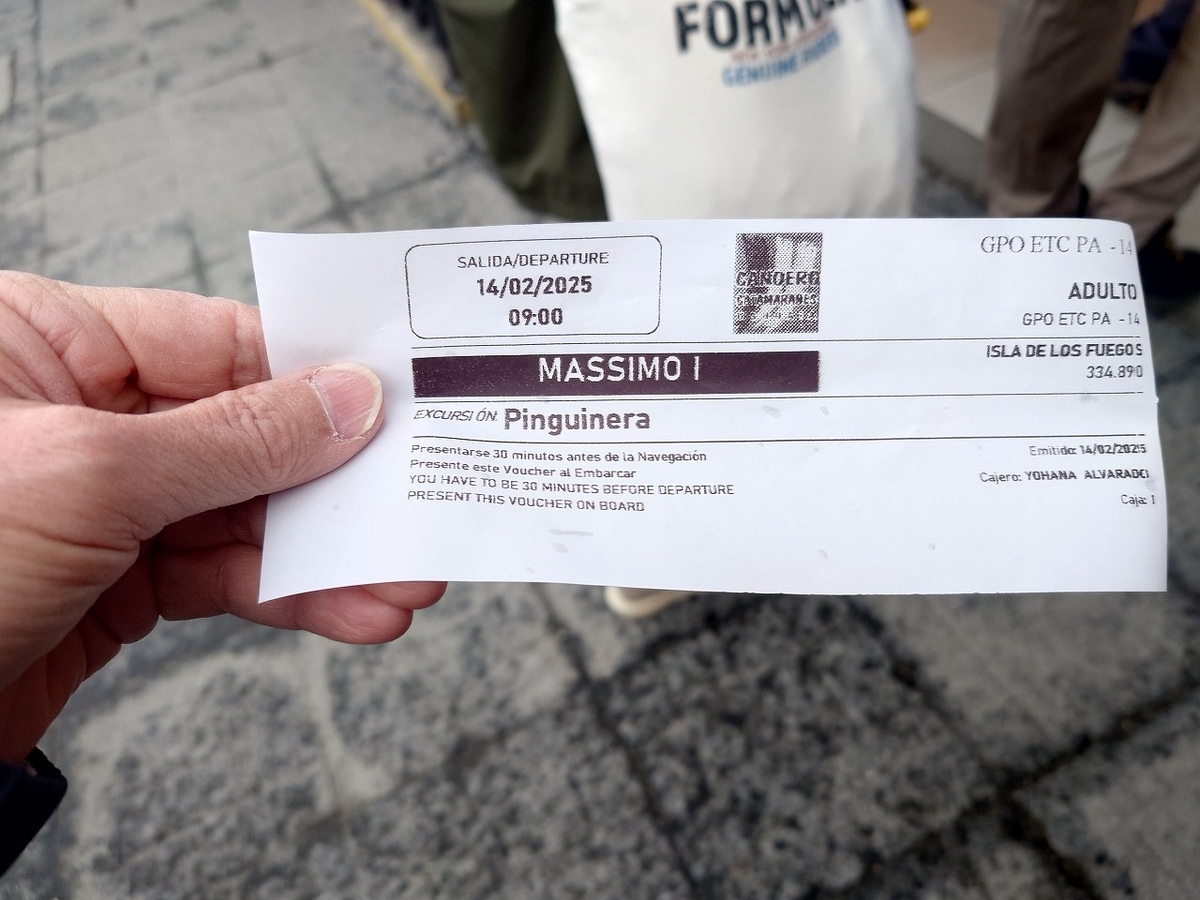 FORMUL
GENUINE
SALIDA/DEPARTURE
14/02/2025
09:00
CANOERO
CATAMARANES
GPO ETC PA -14
ADULTO
GPO ETC PA -14
MASSIMO I
ISLA DE LOS FUEGOS
334.890
EXCURSIÓN: Pinguinera
Presentarse 30 minutos antes de la Navegación
Presente este Voucher al Embarcar
YOU HAVE TO BE 30 MINUTES BEFORE DEPARTURE
PRESENT THIS VOUCHER ON BOARD
Emitido: 14/02/2025
Cajero: YOHANA ALVARADO
Caja: 1